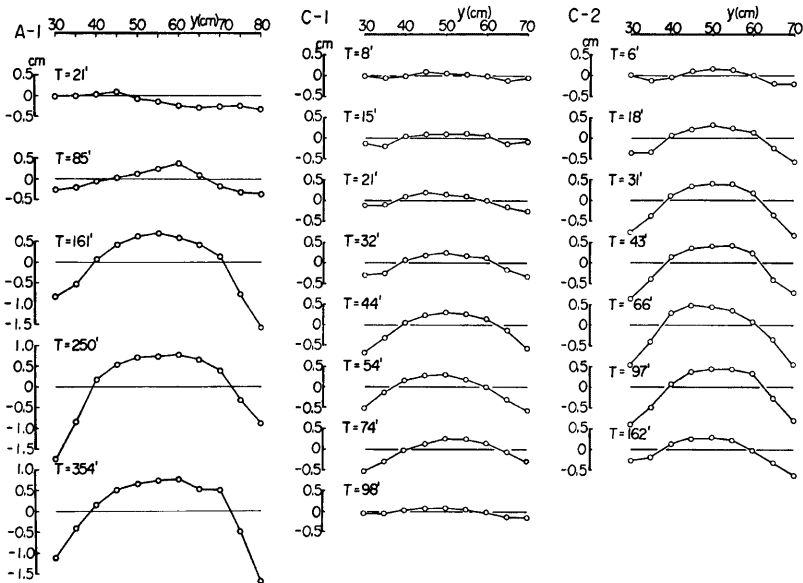 A-1
y(cm)
30 40 50 60 70 80
cm
T=21'
0.5
0
-0.5
T=85'
0.5
0
-0.5
T=161'
0.5
0
-0.5
-1.0
-1.5
T=250'
1.0
0.5
0
-0.5
-1.0
-1.5
T=354'
1.0
0.5
0
-0.5
-1.0
-1.5
C-1
y(cm)
30 40 50 60 70
cm
T=8'
0.5
0
-0.5
T=15'
0.5
0
-0.5
T=21'
0.5
0
-0.5
T=32'
0.5
0
-0.5
T=44'
0.5
0
-0.5
T=54'
0.5
0
-0.5
T=74'
0.5
0
-0.5
T=98'
0.5
0
-0.5
C-2
y(cm)
30 40 50 60 70
cm
T=6'
0.5
0
-0.5
T=18'
0.5
0
-0.5
T=31'
0.5
0
-0.5
T=43'
0.5
0
-0.5
T=66'
0.5
0
-0.5
T=97'
0.5
0
-0.5
T=162'
0.5
0
-0.5